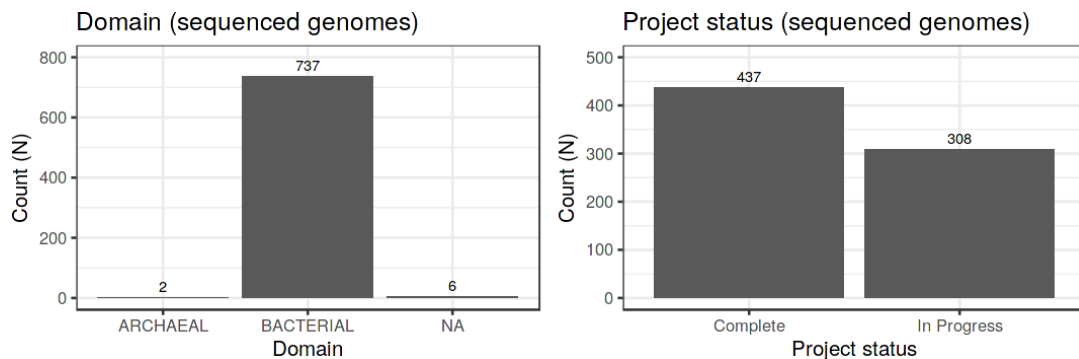 Domain (sequenced genomes)
Count (N)
800
600
400
200
0
2
737
6
ARCHAEAL
BACTERIAL
NA
Domain
Project status (sequenced genomes)
Count (N)
500
400
300
200
100
0
437
308
Complete
In Progress
Project status